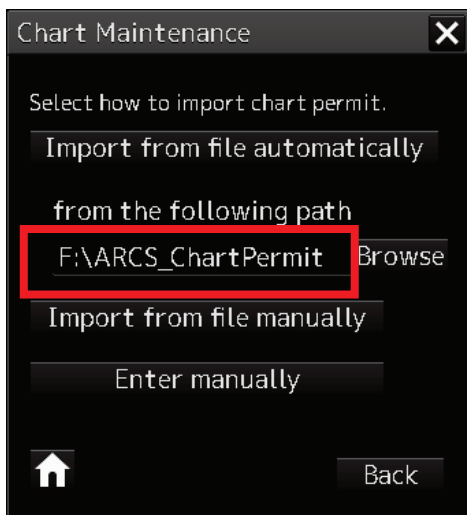 Chart Maintenance
Select how to import chart permit.
Import from file automatically
from the following path
F:\ARCS_ChartPermit Browse
Import from file manually
Enter manually
Back